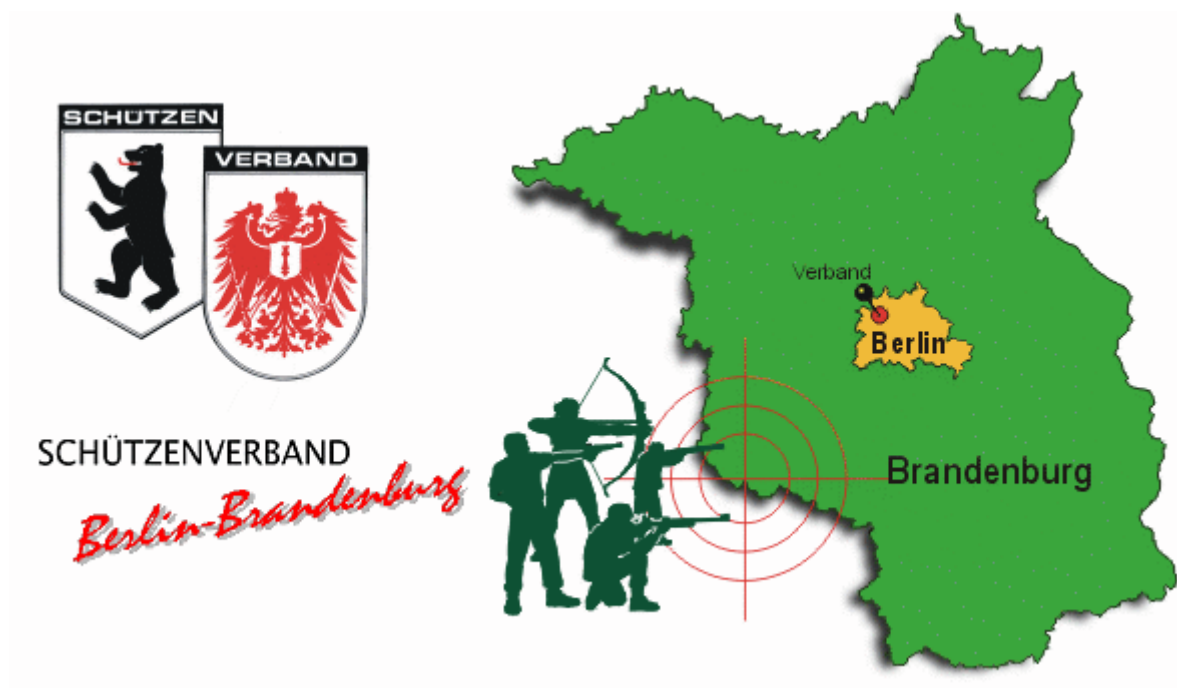 SCHÜTZEN
VERBAND
SCHÜTZENVERBAND
Berlin-Brandenburg
Verband
Berlin
Brandenburg